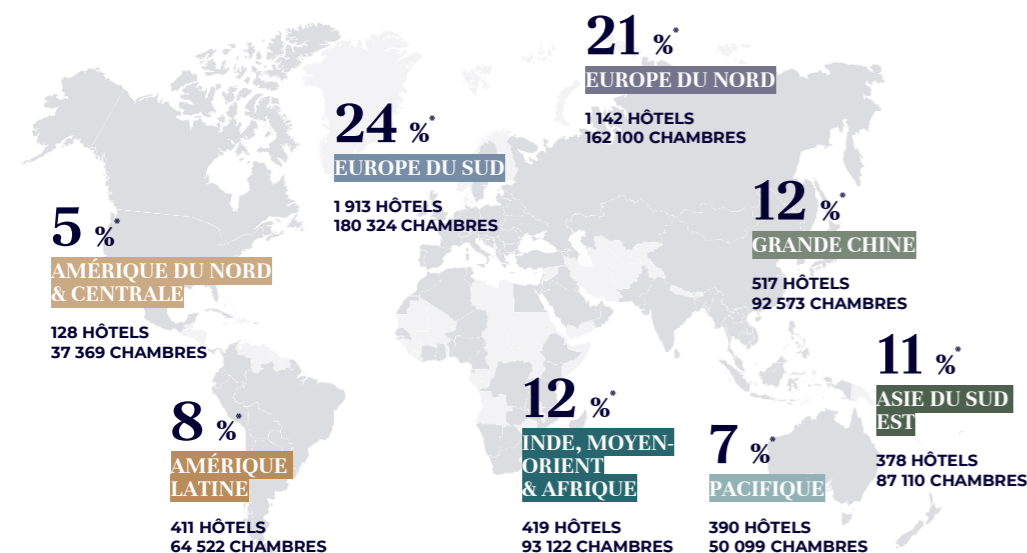 21 %*
EUROPE DU NORD
1 142 HÔTELS
162 100 CHAMBRES
24 %*
EUROPE DU SUD
1 913 HÔTELS
180 324 CHAMBRES
12 %*
GRANDE CHINE
517 HÔTELS
92 573 CHAMBRES
5 %*
AMÉRIQUE DU NORD
& CENTRALE
128 HÔTELS
37 369 CHAMBRES
11 %*
ASIE DU SUD
EST
378 HÔTELS
87 110 CHAMBRES
8 %*
AMÉRIQUE
LATINE
411 HÔTELS
64 522 CHAMBRES
12 %*
INDE, MOYEN-
ORIENT
& AFRIQUE
419 HÔTELS
93 122 CHAMBRES
7 %*
PACIFIQUE
390 HÔTELS
50 099 CHAMBRES